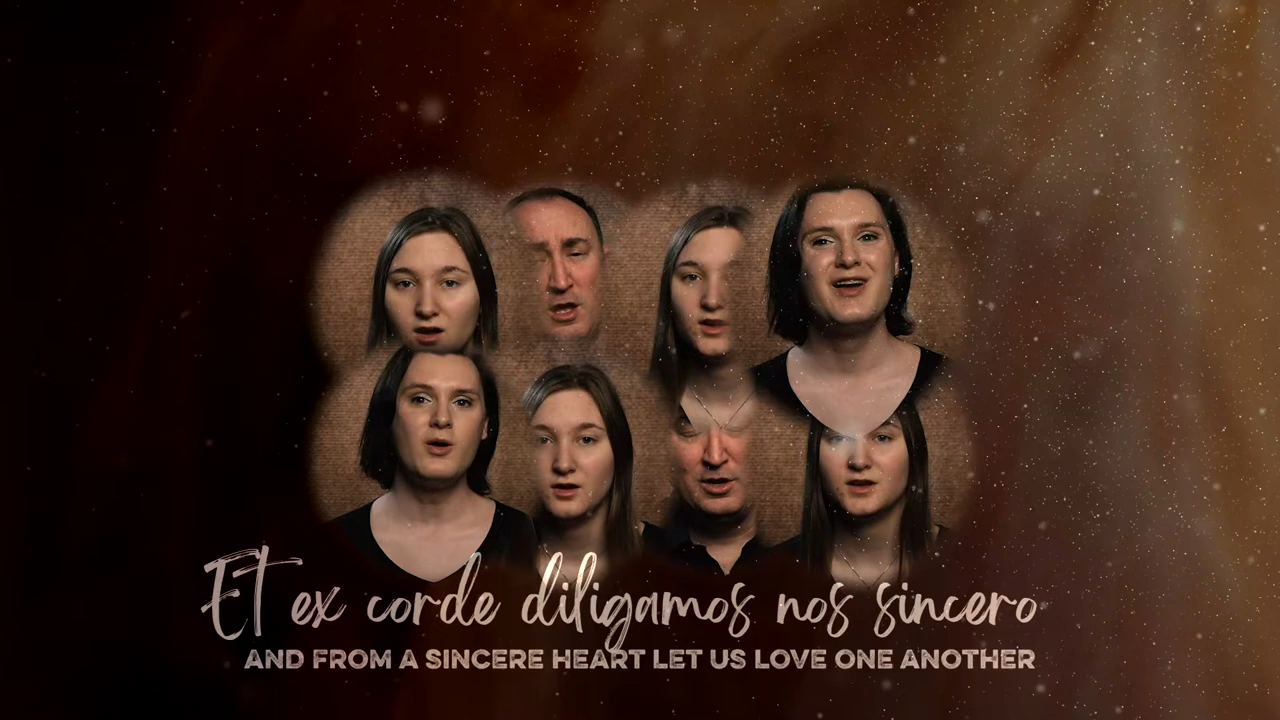 Et ex corde diligamos nos sincero
AND FROM A SINCERE HEART LET US LOVE ONE ANOTHER